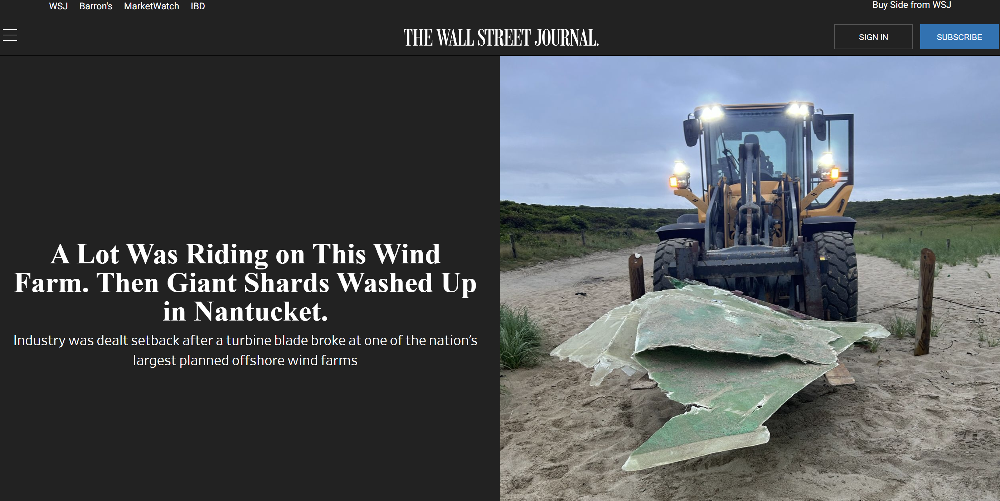 WSJ Barron's MarketWatch IBD
Buy Side from WSJ
THE WALL STREET JOURNAL.
SIGN IN
SUBSCRIBE
VOLVO
A Lot Was Riding on This Wind
Farm. Then Giant Shards Washed Up
in Nantucket.
Industry was dealt setback after a turbine blade broke at one of the nation’s
largest planned offshore wind farms